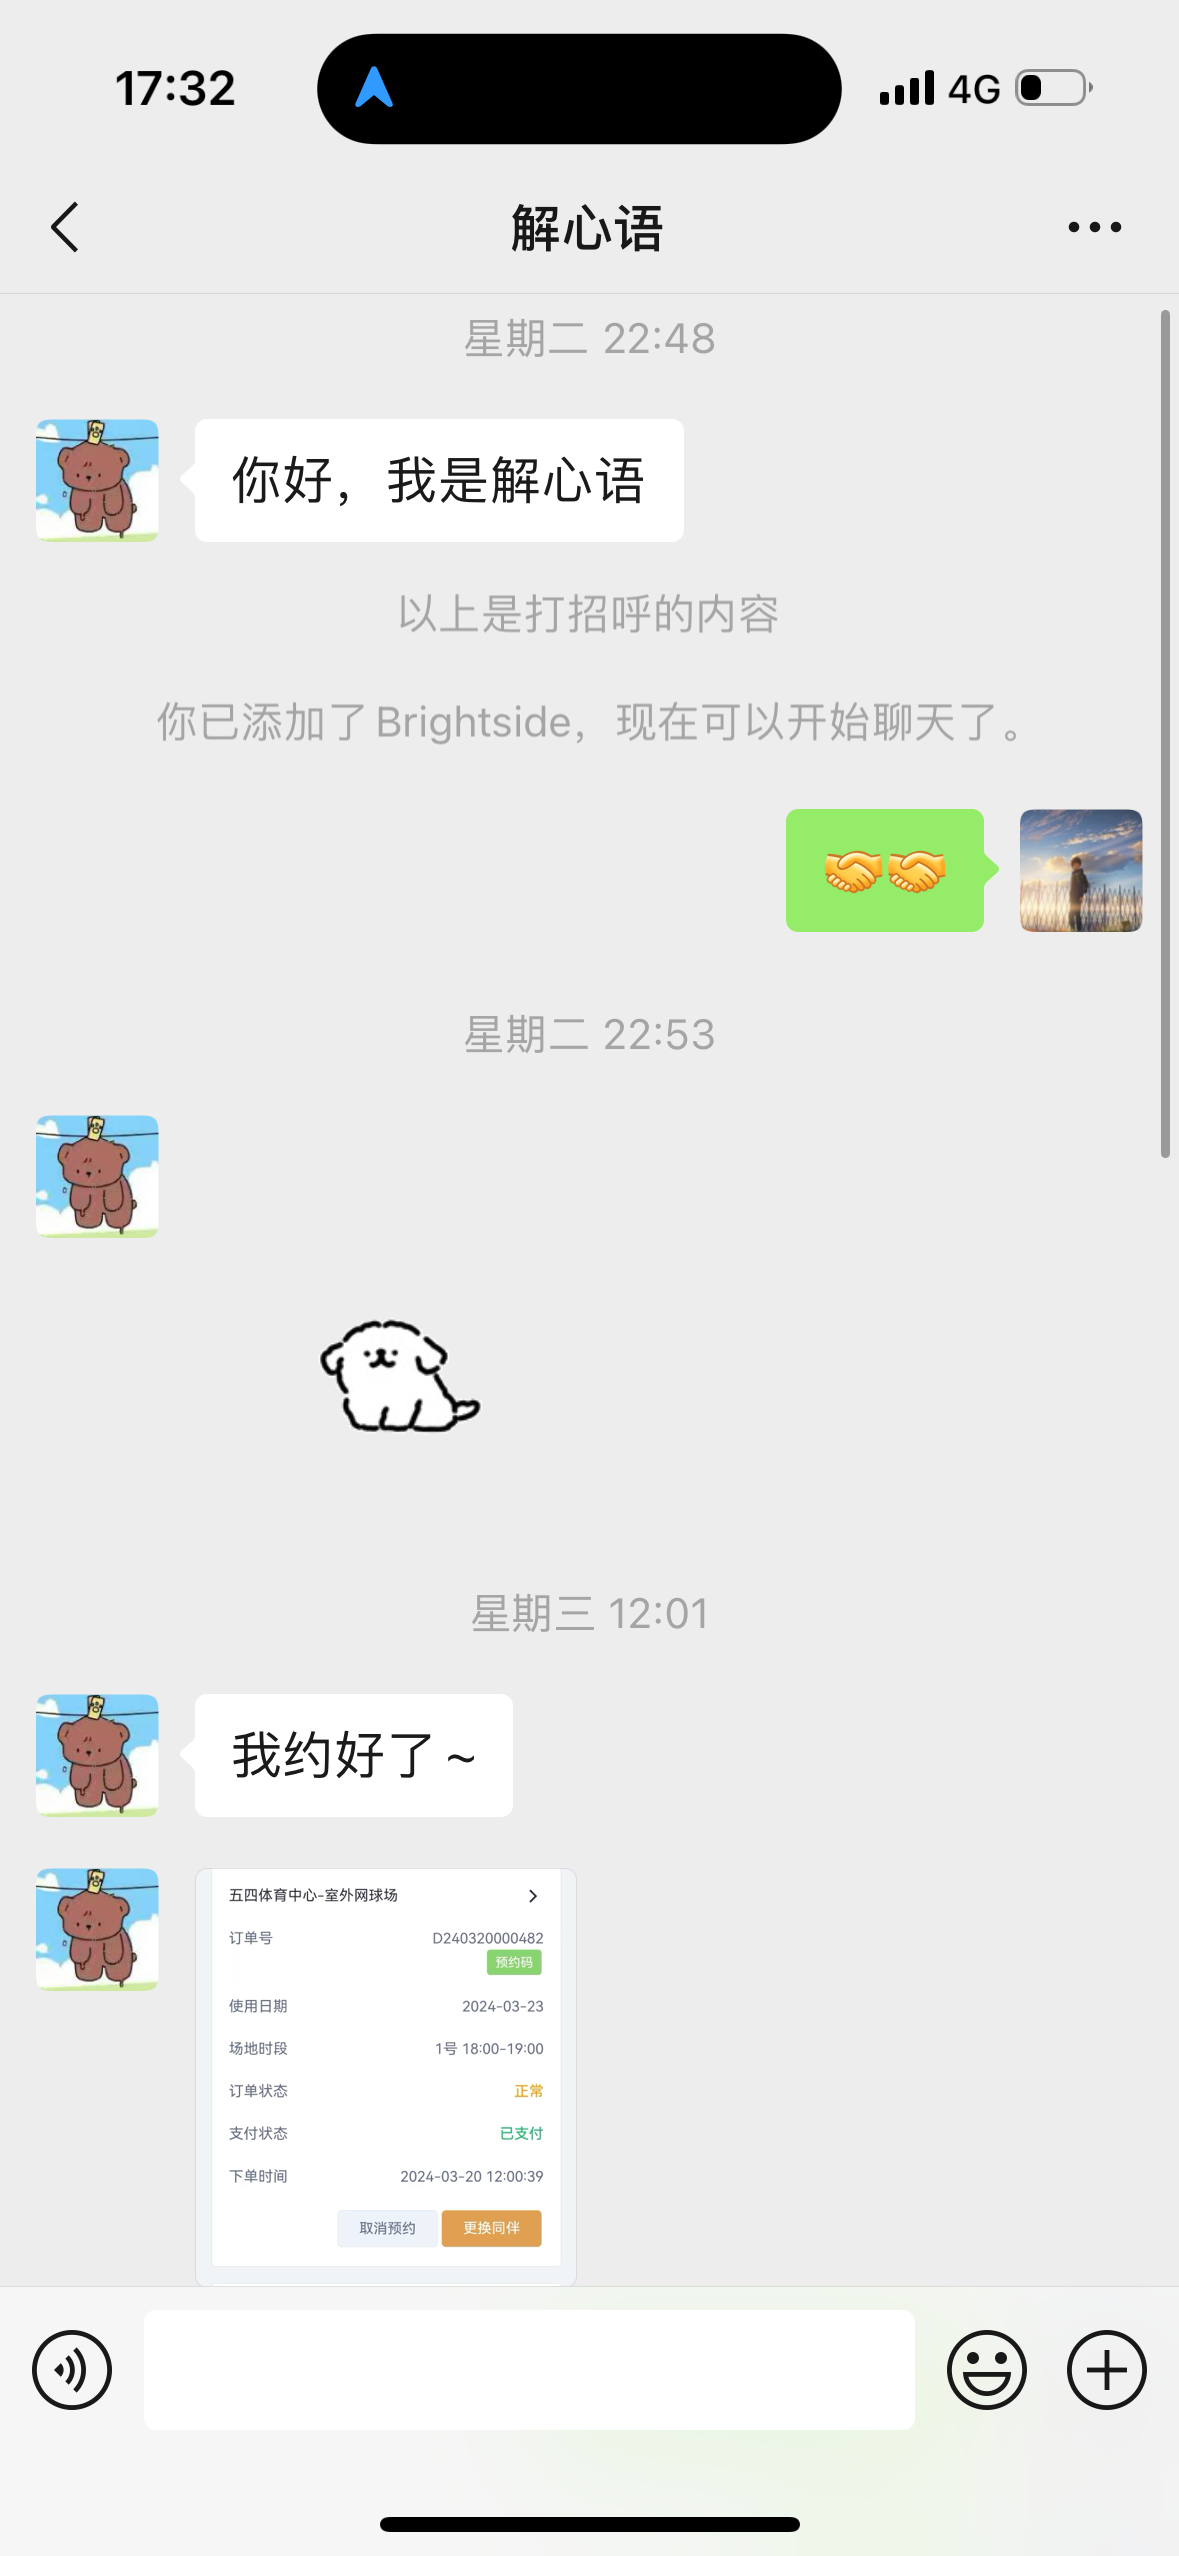 17:32
4G
解心语
星期二 22:48
你好，我是解心语
以上是打招呼的内容
你已添加了Brightside，现在可以开始聊天了。
星期二 22:53
星期三 12:01
我约好了~
五四体育中心-室外网球场
订单号 D240320000482
预约码
使用日期 2024-03-23
场地时段 1号 18:00-19:00
订单状态 正常
支付状态 已支付
下单时间 2024-03-20 12:00:39
取消预约 更换同伴